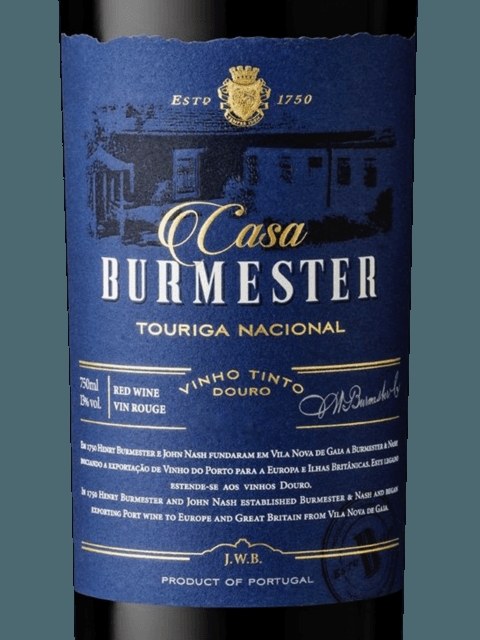 ESTD 1750
Casa
BURMESTER
TOURIGA NACIONAL
VINHO TINTO
DOURO
750ml
13% vol.
RED WINE
VIN ROUGE
JWBurmester & Co
EM 1750 HENRY BURMESTER E JOHN NASH FUNDARAM EM VILA NOVA DE GAIA A BURMESTER & NASH
INICIANDO A EXPORTAÇÃO DE VINHO DO PORTO PARA A EUROPA E ILHAS BRITÂNICAS. ESTE LEGADO
ESTENDE-SE AOS VINHOS DOURO.
IN 1750 HENRY BURMESTER AND JOHN NASH ESTABLISHED BURMESTER & NASH AND BEGAN
EXPORTING PORT WINE TO EUROPE AND GREAT BRITAIN FROM VILA NOVA DE GAIA.
J.W.B.
B
PRODUCT OF PORTUGAL